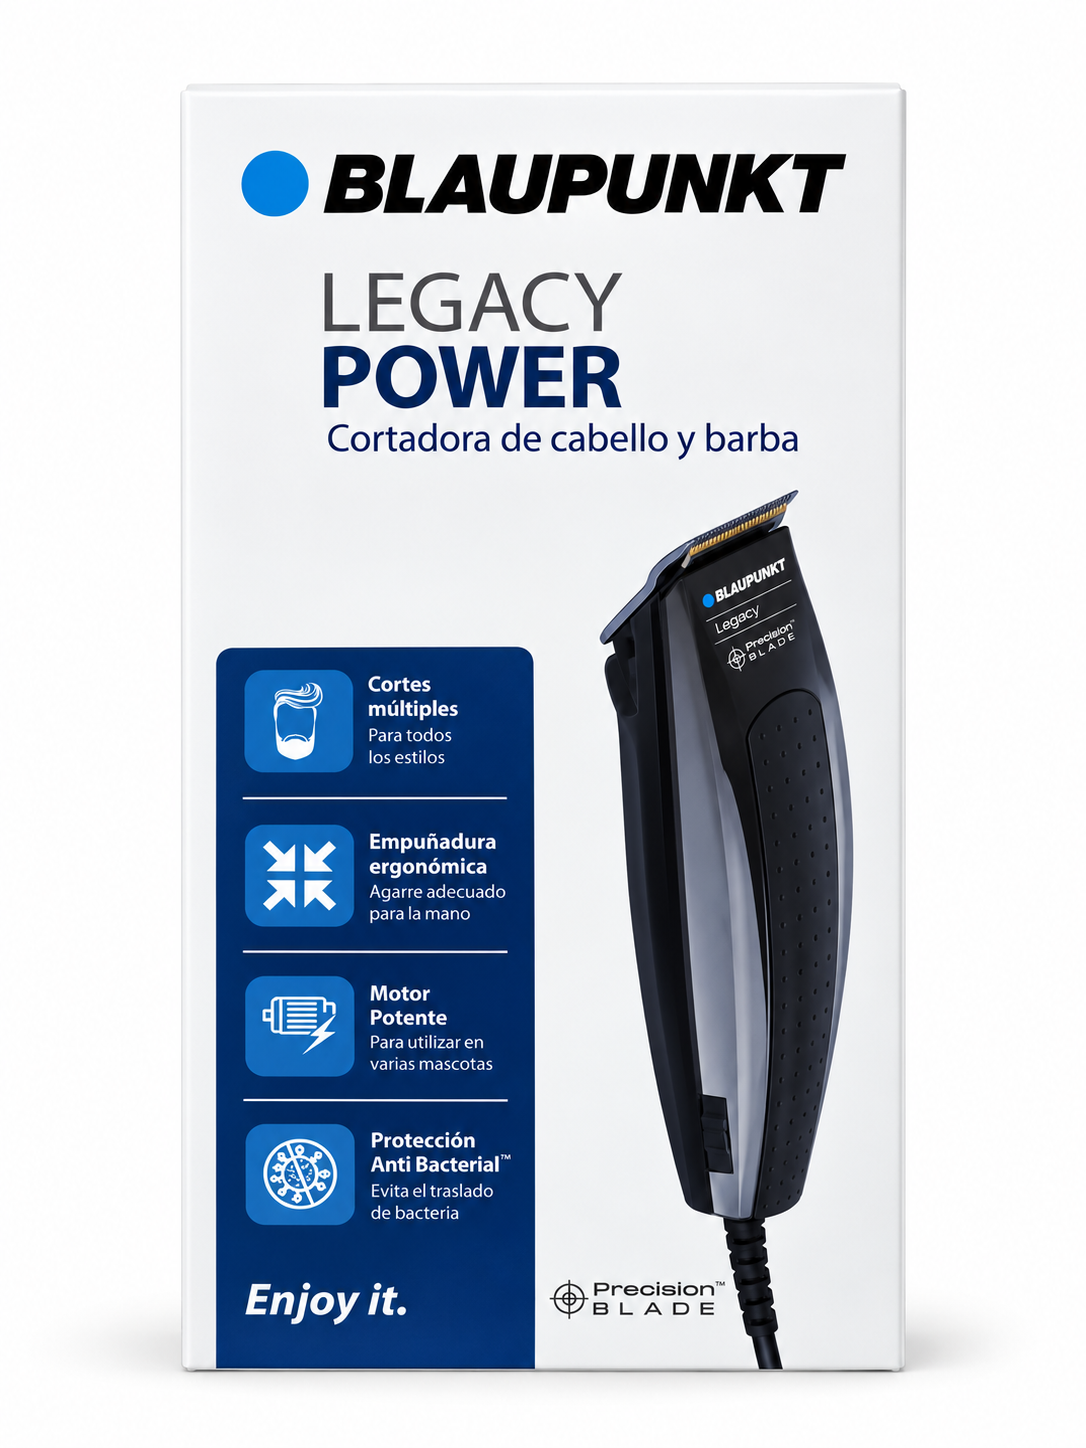 BLAUPUNKT
LEGACY
POWER
Cortadora de cabello y barba
BLAUPUNKT
Legacy
Precision™
BLADE
Cortes
múltiples
Para todos
los estilos
Empuñadura
ergonómica
Agarre adecuado
para la mano
Motor
Potente
Para utilizar en
varias mascotas
Protección
Anti Bacterial™
Evita el traslado
de bacteria
Enjoy it.
Precision™
BLADE